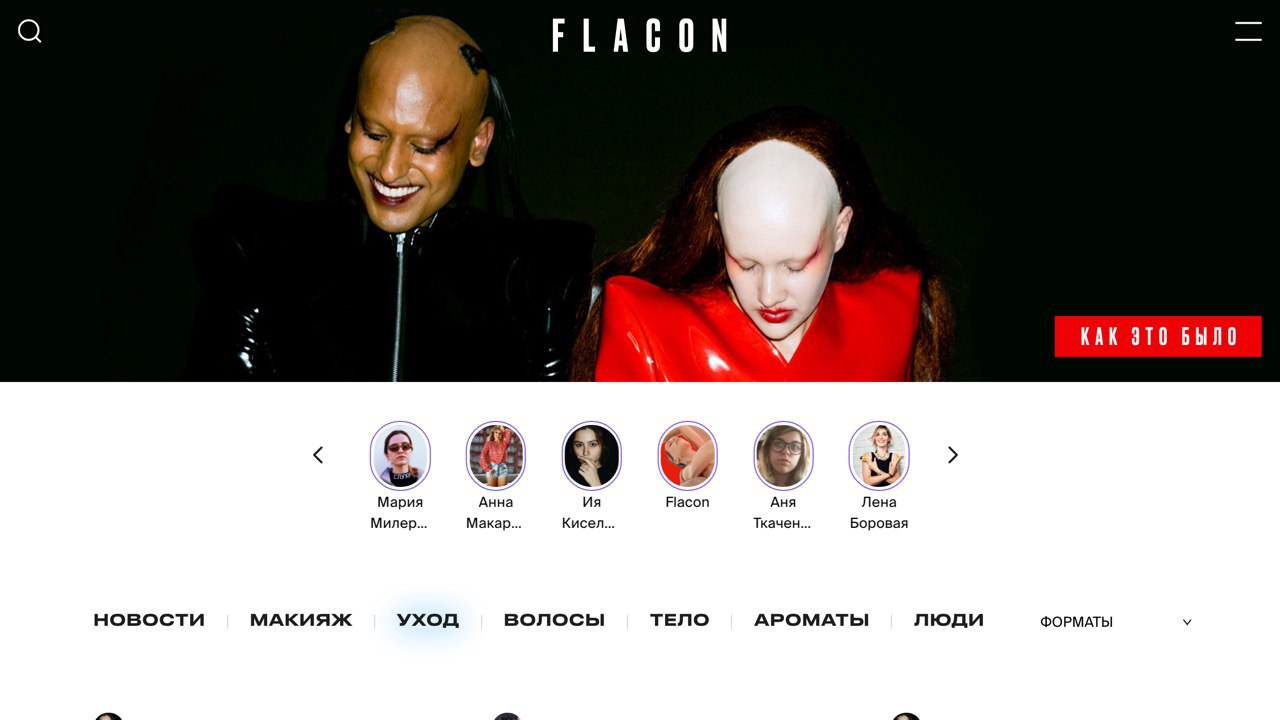 FLACON
КАК ЭТО БЫЛО
Мария
Милер...
Анна
Макар...
Ия
Кисел...
Flacon
Аня
Ткачен...
Лена
Боровая
НОВОСТИ
МАКИЯЖ
УХОД
ВОЛОСЫ
ТЕЛО
АРОМАТЫ
ЛЮДИ
ФОРМАТЫ